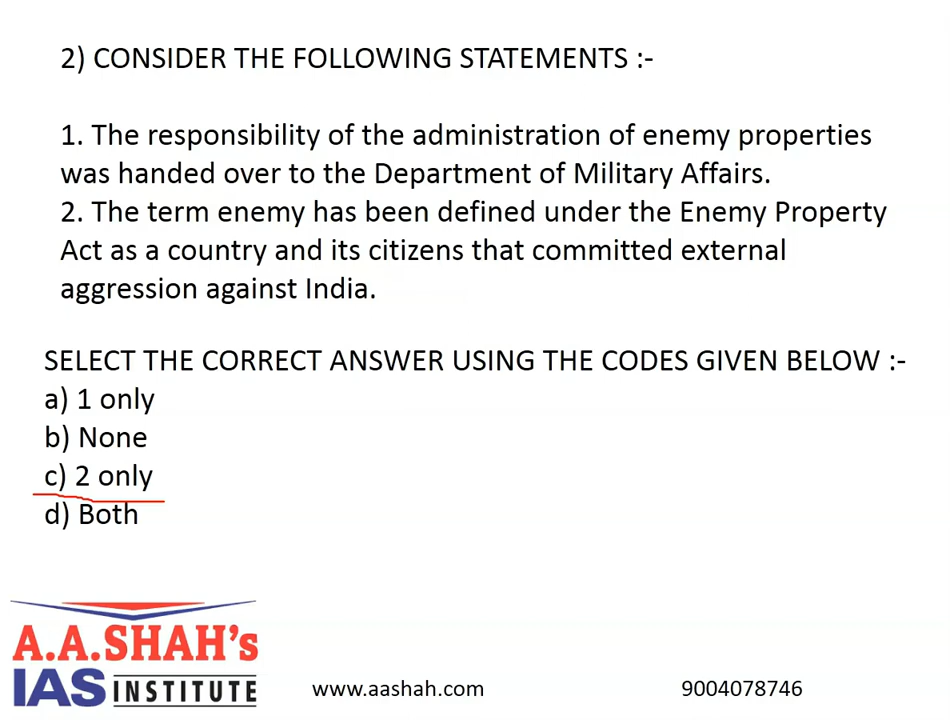 2) CONSIDER THE FOLLOWING STATEMENTS :-
1. The responsibility of the administration of enemy properties
was handed over to the Department of Military Affairs.
2. The term enemy has been defined under the Enemy Property
Act as a country and its citizens that committed external
aggression against India.
SELECT THE CORRECT ANSWER USING THE CODES GIVEN BELOW :-
a) 1 only
b) None
c) 2 only
d) Both
A.A.SHAH's
IAS INSTITUTE
www.aashah.com 9004078746